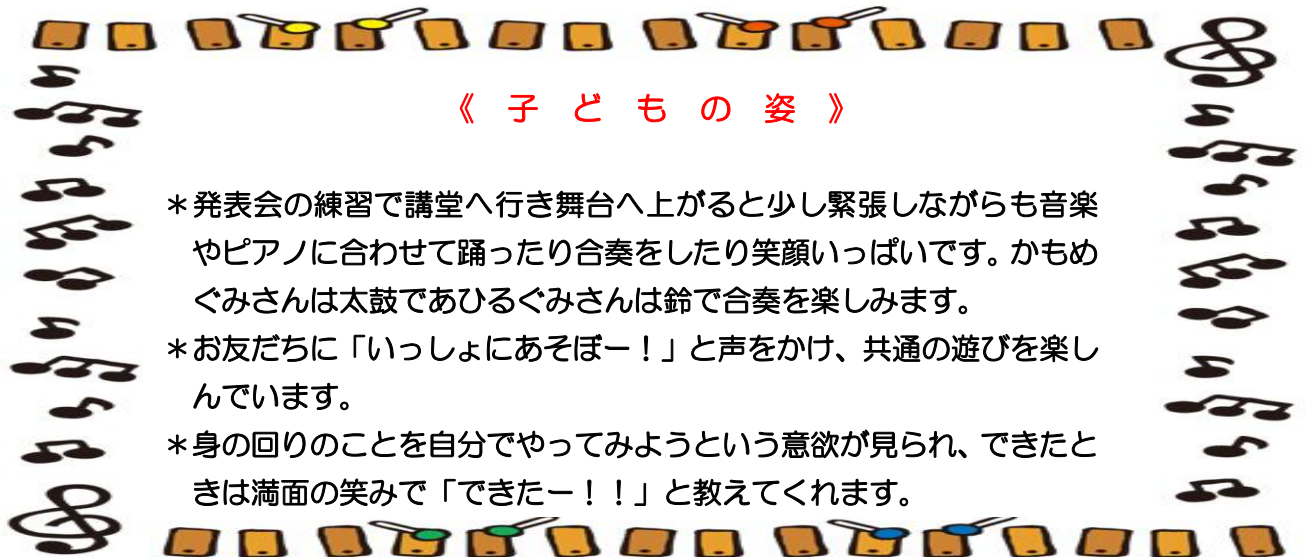 《 子 ど も の 姿 》
＊発表会の練習で講堂へ行き舞台へ上がると少し緊張しながらも音楽
やピアノに合わせて踊ったり合奏をしたり笑顔いっぱいです。かもめ
ぐみさんは太鼓であひるぐみさんは鈴で合奏を楽しみます。
＊お友だちに「いっしょにあそぼー！」と声をかけ、共通の遊びを楽し
んでいます。
＊身の回りのことを自分でやってみようという意欲が見られ、できたと
きは満面の笑みで「できたー！！」と教えてくれます。